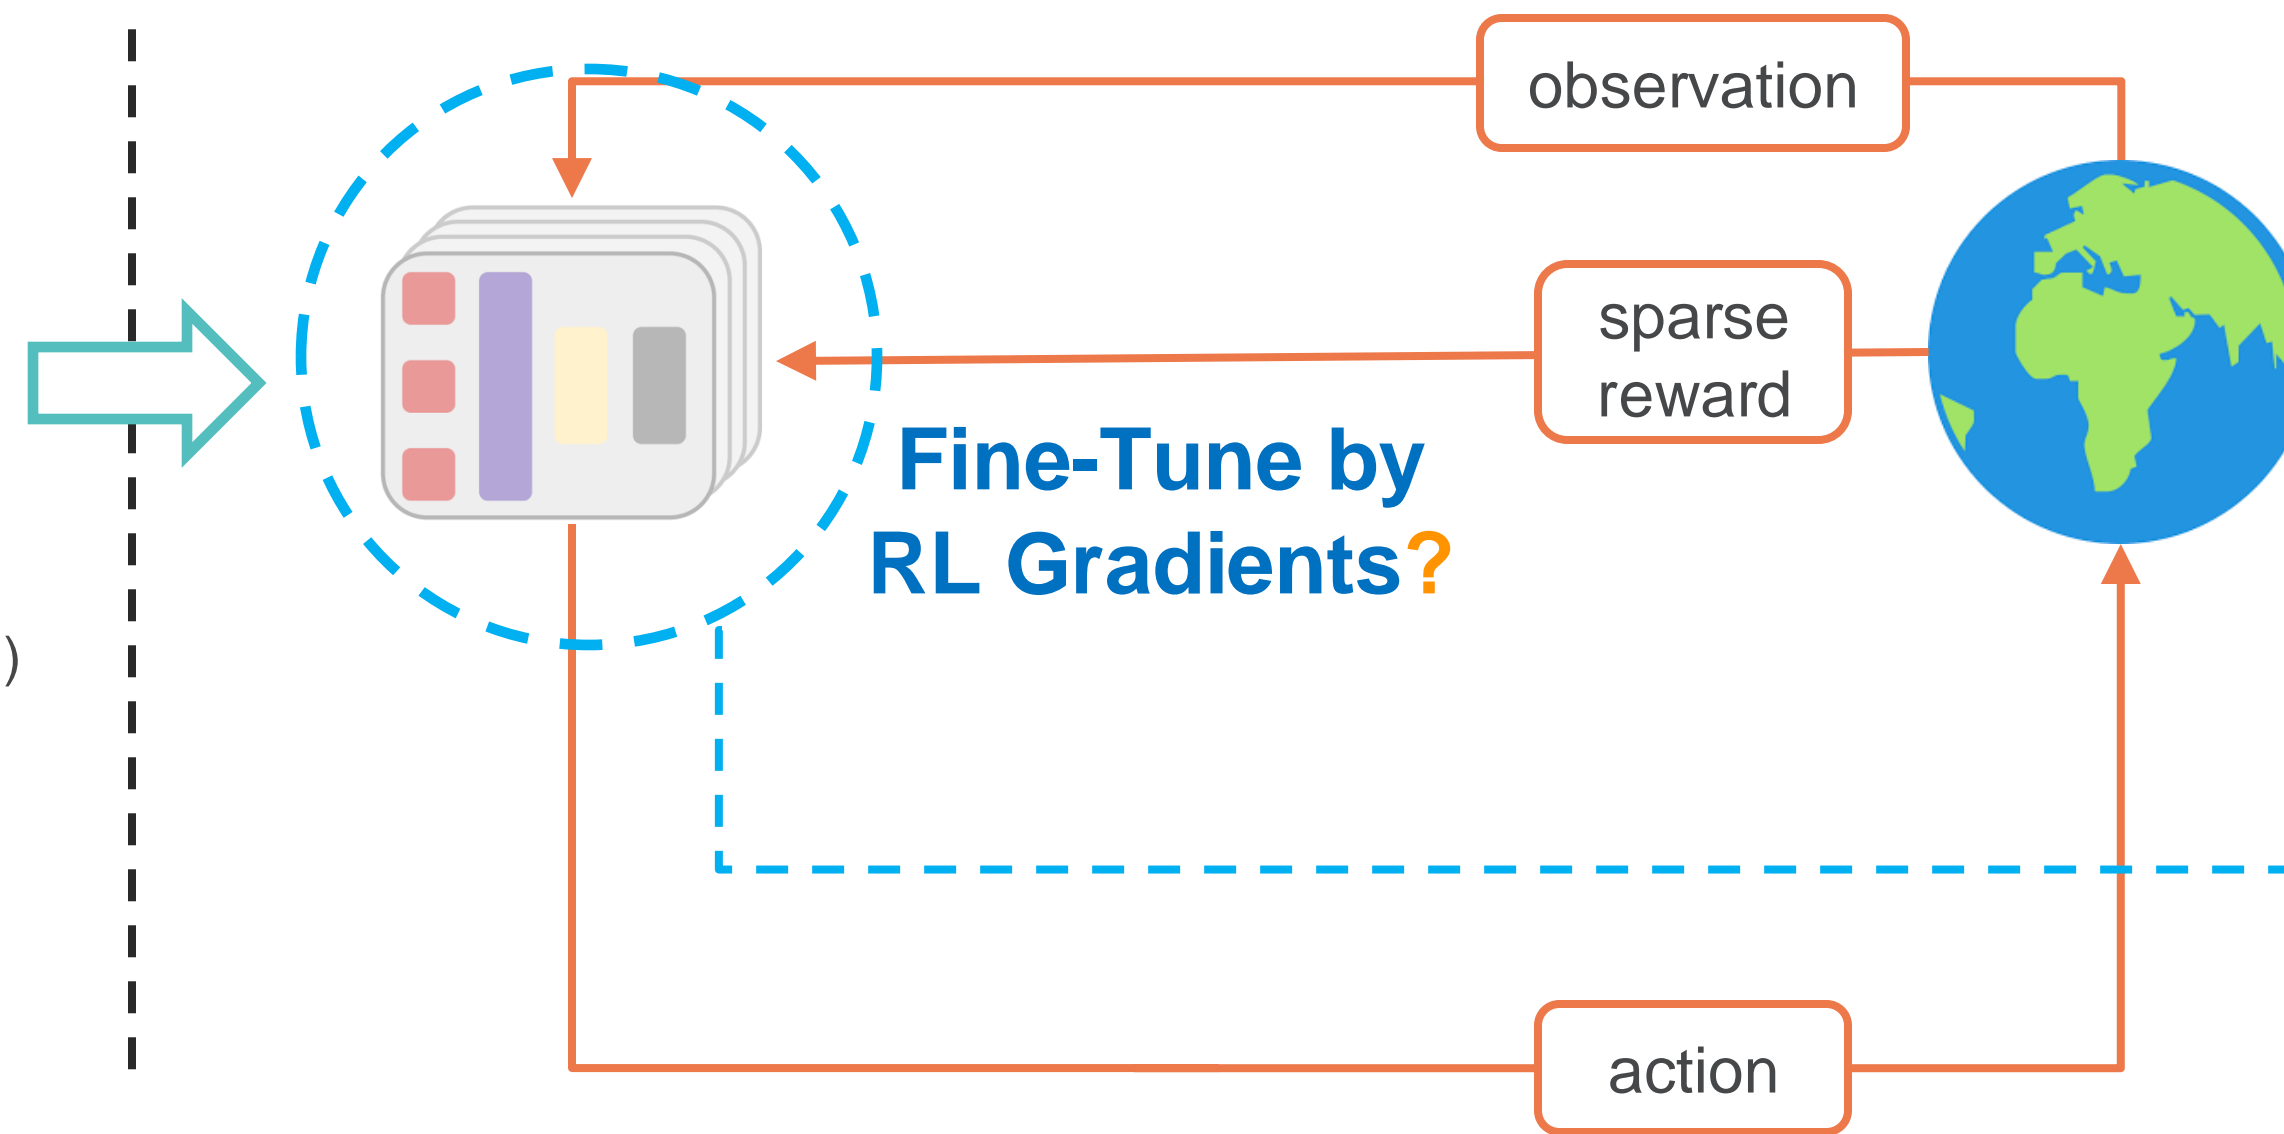 observation
sparse
reward
Fine-Tune by
RL Gradients?
)
action